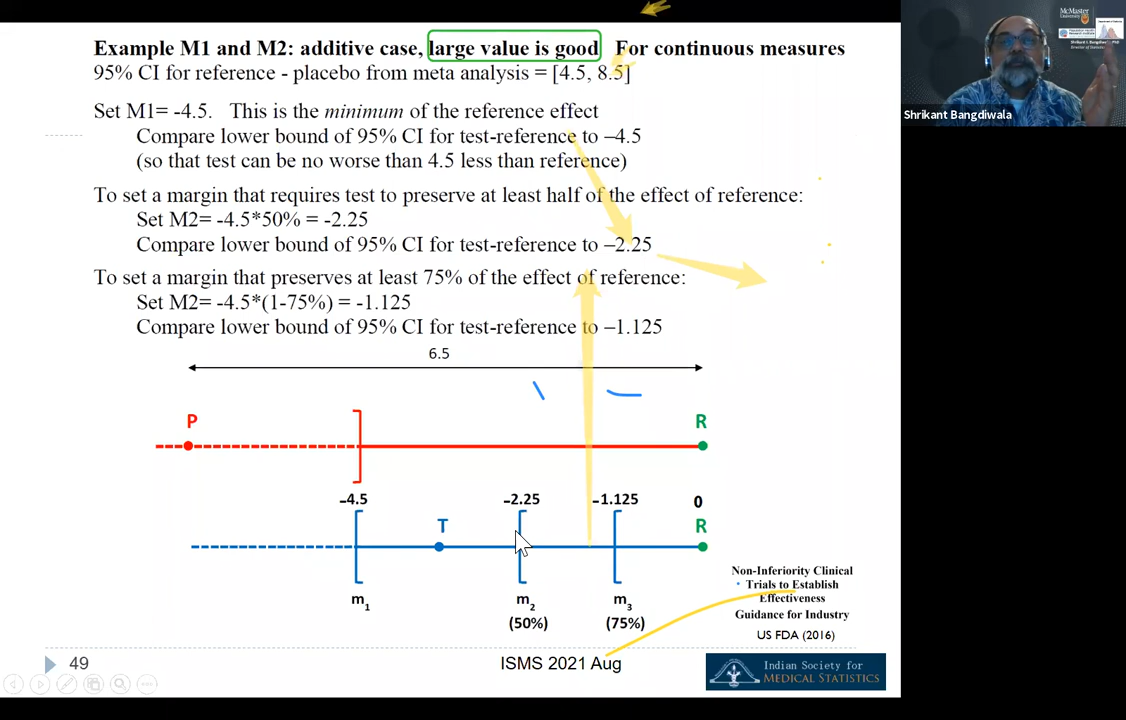 Example M1 and M2: additive case, large value is good For continuous measures
95% CI for reference - placebo from meta analysis = [4.5, 8.5]
Set M1= -4.5. This is the minimum of the reference effect
Compare lower bound of 95% CI for test-reference to –4.5
(so that test can be no worse than 4.5 less than reference)
To set a margin that requires test to preserve at least half of the effect of reference:
Set M2= -4.5*50% = -2.25
Compare lower bound of 95% CI for test-reference to –2.25
To set a margin that preserves at least 75% of the effect of reference:
Set M2= -4.5*(1-75%) = -1.125
Compare lower bound of 95% CI for test-reference to –1.125
6.5
P R
–4.5 –2.25 –1.125 0
T R
m1 m2 m3
(50%) (75%)
Non-Inferiority Clinical
• Trials to Establish
Effectiveness
Guidance for Industry
US FDA (2016)
49
ISMS 2021 Aug
Indian Society for
MEDICAL STATISTICS
McMaster
University
Shrikant Bangdiwala